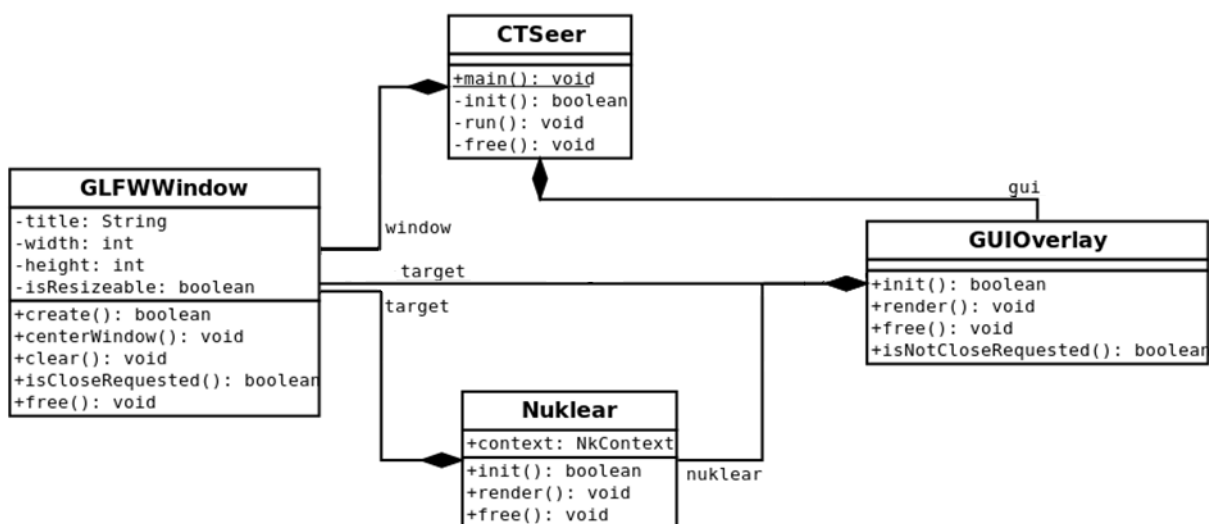 CTSeer
+main(): void
-init(): boolean
-run(): void
-free(): void
GLFWWindow
-title: String
-width: int
-height: int
-isResizeable: boolean
+create(): boolean
+centerWindow(): void
+clear(): void
+isCloseRequested(): boolean
+free(): void
window
target
target
gui
GUIOverlay
+init(): boolean
+render(): void
+free(): void
+isNotCloseRequested(): boolean
Nuklear
+context: NkContext
+init(): boolean
+render(): void
+free(): void
nuklear